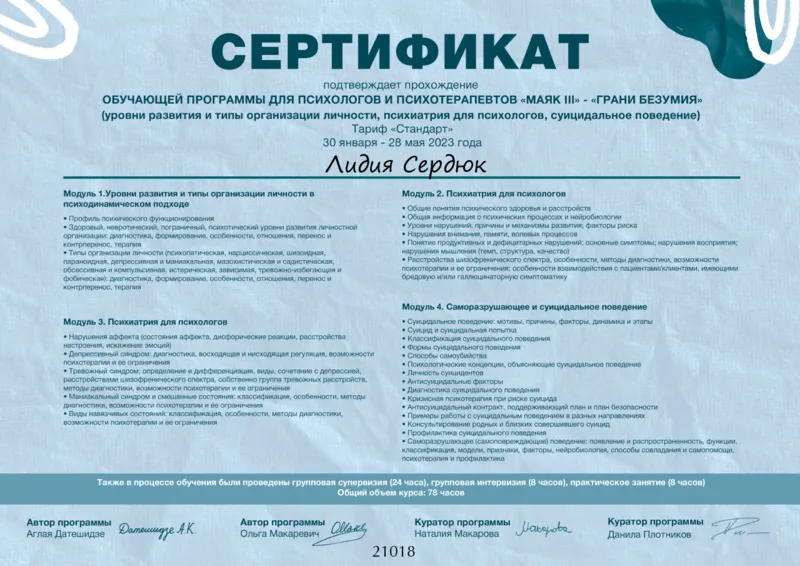 СЕРТИФИКАТ
подтверждает прохождение
ОБУЧАЮЩЕЙ ПРОГРАММЫ ДЛЯ ПСИХОЛОГОВ И ПСИХОТЕРАПЕВТОВ «МАЯК III» - «ГРАНИ БЕЗУМИЯ»
(уровни развития и типы организации личности, психиатрия для психологов, суицидальное поведение)
Тариф «Стандарт»
30 января - 28 мая 2023 года
Лидия Сердюк
Модуль 1.Уровни развития и типы организации личности в
психодинамическом подходе
• Профиль психического функционирования
• Здоровый, невротический, пограничный, психотический уровни развития личностной
организации: диагностика, формирование, особенности, отношения, перенос и
контрперенос, терапия
• Типы организации личности (психопатическая, нарциссическая, шизоидная,
параноидная, депрессивная и маниакальная, мазохистическая и садистическая,
обсессивная и компульсивная, истерическая, зависимая, тревожно-избегающая и
фобическая): диагностика, формирование, особенности, отношения, перенос и
контрперенос, терапия
Модуль 2. Психиатрия для психологов
• Общие понятия психического здоровья и расстройств
• Общая информация о психических процессах и нейробиологии
• Уровни нарушений; причины и механизмы развития; факторы риска
• Нарушения внимания, памяти, волевых процессов
• Понятие продуктивных и дефицитарных нарушений; основные симптомы; нарушения восприятия;
нарушения мышления (темп, структура, качество)
• Расстройства шизофренического спектра, особенности, методы диагностики, возможности
психотерапии и ее ограничения; особенности взаимодействия с пациентами/клиентами, имеющими
бредовую и/или галлюцинаторную симптоматику
Модуль 3. Психиатрия для психологов
• Нарушения аффекта (состояния аффекта, дисфорические реакции, расстройства
настроения, искажение эмоций)
• Депрессивный синдром: диагностика, восходящая и нисходящая регуляция, возможности
психотерапии и ее ограничения
• Тревожный синдром: определение и дифференциация, виды, сочетание с депрессией,
расстройствами шизофренического спектра, собственно группа тревожных расстройств,
методы диагностики, возможности психотерапии и ее ограничения
• Маниакальный синдром и смешанные состояния: классификация, особенности, методы
диагностики, возможности психотерапии и ее ограничения
• Виды навязчивых состояний: классификация, особенности, методы диагностики,
возможности психотерапии и ее ограничения
Модуль 4. Саморазрушающее и суицидальное поведение
• Суицидальное поведение: мотивы, причины, факторы, динамика и этапы
• Суицид и суицидальная попытка
• Классификация суицидального поведения
• Формы суицидального поведения
• Способы самоубийства
• Психологические концепции, объясняющие суицидальное поведение
• Личность суицидентов
• Антисуицидальные факторы
• Диагностика суицидального поведения
• Кризисная психотерапия при риске суицида
• Антисуицидальный контракт, поддерживающий план и план безопасности
• Примеры работы с суицидальным поведением в разных направлениях
• Консультирование родных и близких совершившего суицид
• Профилактика суицидального поведения
• Саморазрушающее (самоповреждающее) поведение: появление и распространенность, функции,
классификация, модели, признаки, факторы, нейробиология, способы совладания и самопомощи,
психотерапия и профилактика
Также в процессе обучения были проведены групповая супервизия (24 часа), групповая интервизия (8 часов), практическое занятие (8 часов)
Общий объем курса: 78 часов
Автор программы
Аглая Датешидзе
Датешидзе А.К.
Автор программы
Ольга Макаревич
Куратор программы
Наталия Макарова
Макарова
Куратор программы
Данила Плотников
21018